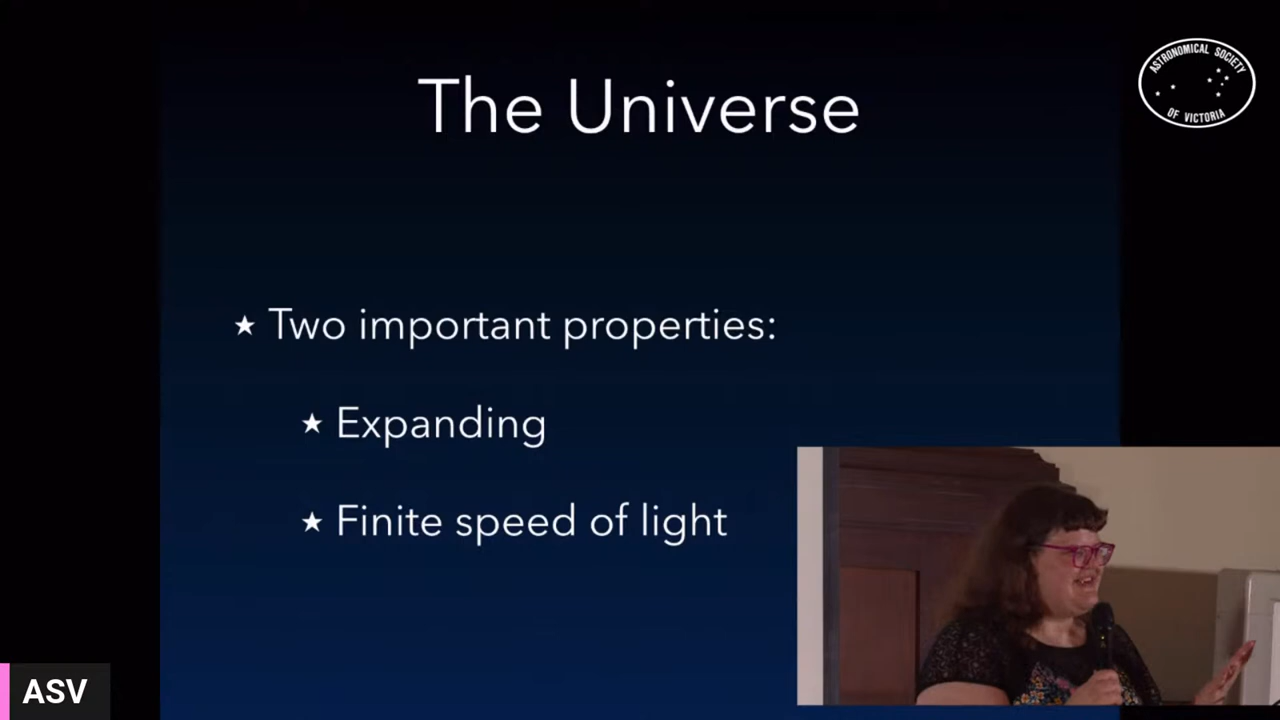 The Universe
ASTRONOMICAL SOCIETY
OF VICTORIA
★ Two important properties:
★ Expanding
★ Finite speed of light
ASV